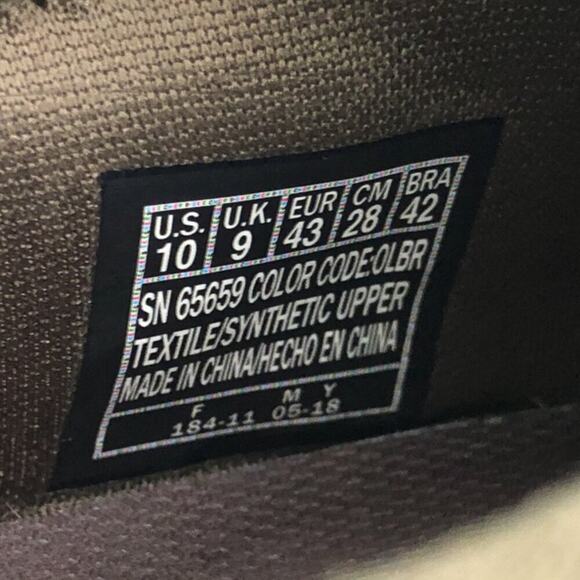 U.S. U.K. EUR CM BRA
10 9 43 28 42
SN 65659 COLOR CODE:OLBR
TEXTILE/SYNTHETIC UPPER
MADE IN CHINA/HECHO EN CHINA
F M Y
184-11 05-18